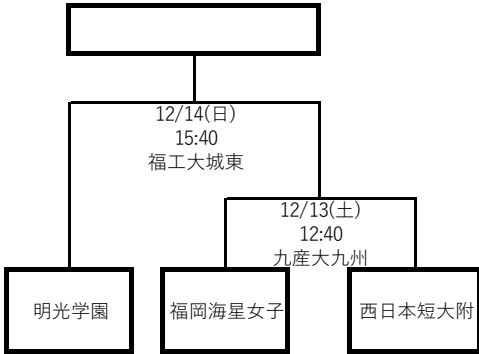 12/14(日)
15:40
福工大城東
12/13(土)
12:40
九産大九州
明光学園
福岡海星女子
西日本短大附